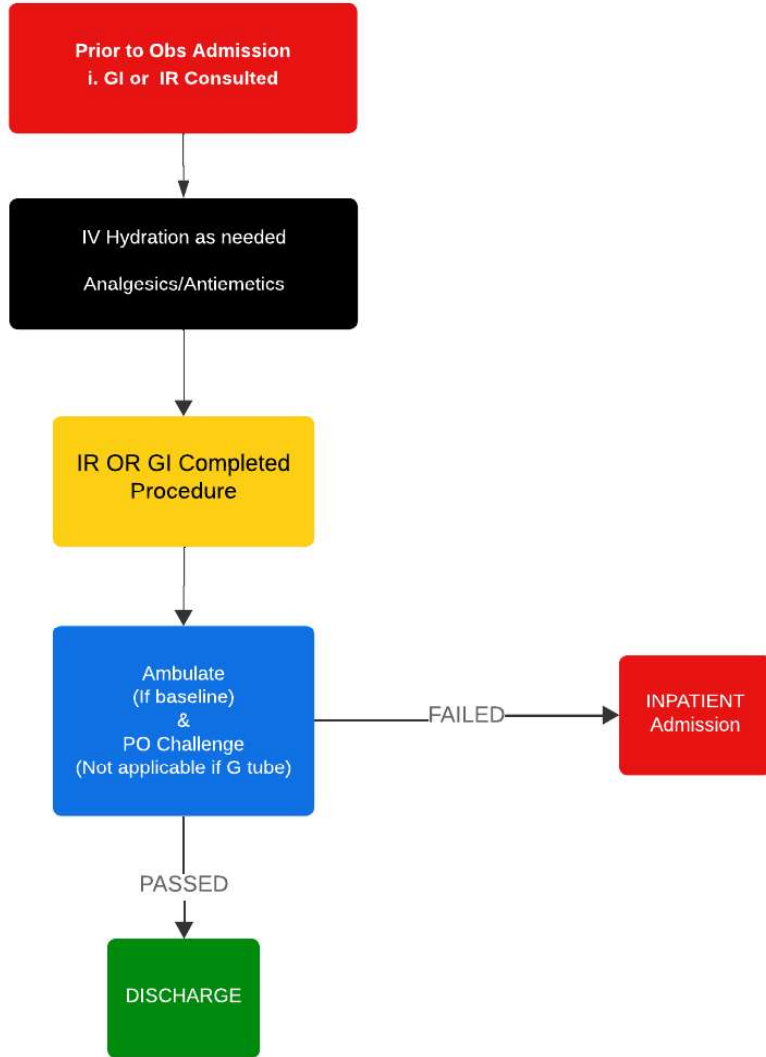 Prior to Obs Admission
i. GI or IR Consulted
IV Hydration as needed
Analgesics/Antiemetics
IR OR GI Completed
Procedure
Ambulate
(If baseline)
&
PO Challenge
(Not applicable if G tube)
FAILED
INPATIENT
Admission
PASSED
DISCHARGE